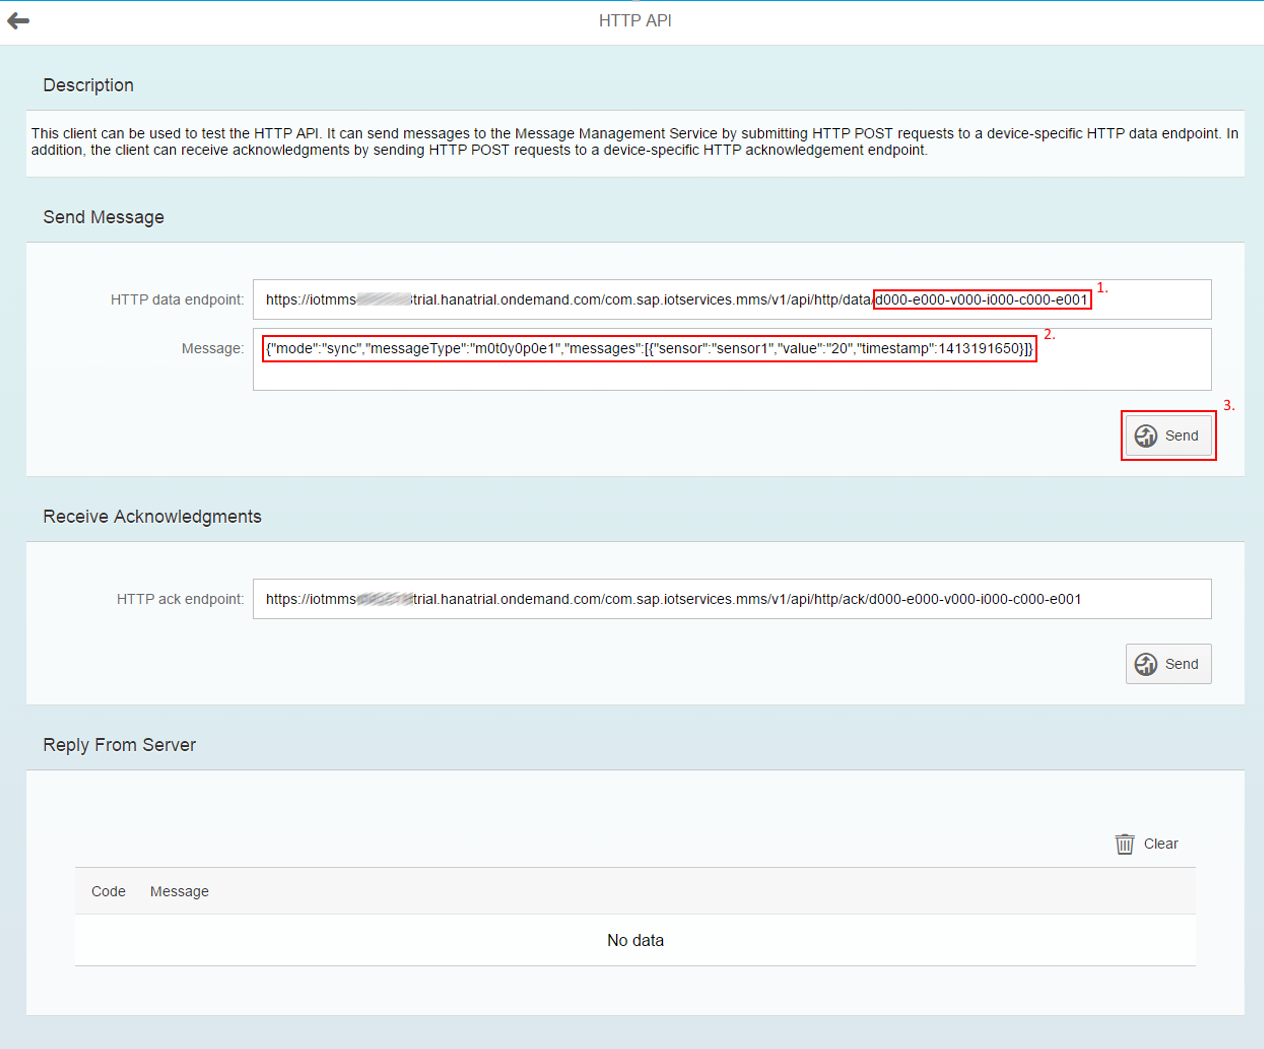 HTTP API
Description
This client can be used to test the HTTP API. It can send messages to the Message Management Service by submitting HTTP POST requests to a device-specific HTTP data endpoint. In
addition, the client can receive acknowledgments by sending HTTP POST requests to a device-specific HTTP acknowledgement endpoint.
Send Message
HTTP data endpoint: https://iotmms trial.hanatrial.ondemand.com/com.sap.iotservices.mms/v1/api/http/data/d000-e000-v000-i000-c000-e001 1.
Message: {"mode":"sync","messageType":"m0t0y0p0e1","messages":[{"sensor":"sensor1","value":"20","timestamp":1413191650}]} 2.
3.
Send
Receive Acknowledgments
HTTP ack endpoint: https://iotmms trial.hanatrial.ondemand.com/com.sap.iotservices.mms/v1/api/http/ack/d000-e000-v000-i000-c000-e001
Send
Reply From Server
Clear
Code Message
No data